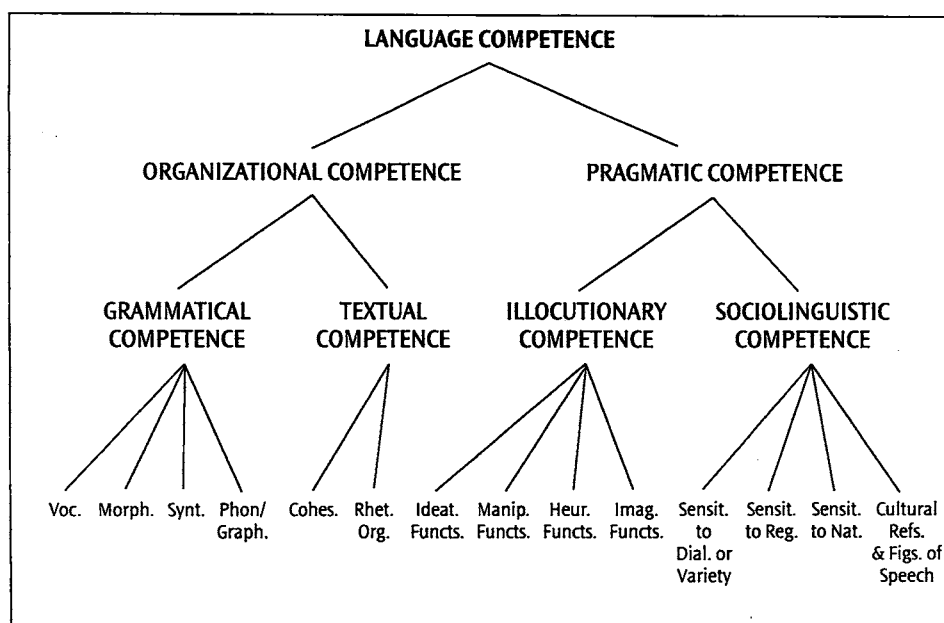 LANGUAGE COMPETENCE
ORGANIZATIONAL COMPETENCE
PRAGMATIC COMPETENCE
GRAMMATICAL
COMPETENCE
TEXTUAL
COMPETENCE
ILLOCUTIONARY
COMPETENCE
SOCIOLINGUISTIC
COMPETENCE
Voc.
Morph.
Synt.
Phon/
Graph.
Cohes.
Rhet.
Org.
Ideat.
Functs.
Manip.
Functs.
Heur.
Functs.
Imag.
Functs.
Sensit.
to
Dial. or
Variety
Sensit.
to Reg.
Sensit.
to Nat.
Cultural
Refs.
& Figs. of
Speech